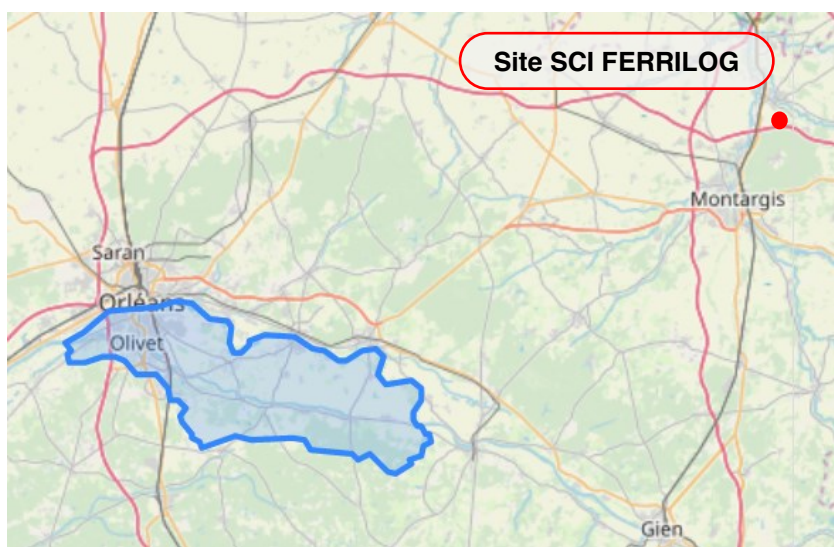 Site SCI FERRILOG
Montargis
Saran
Orléans
Olivet
Gien